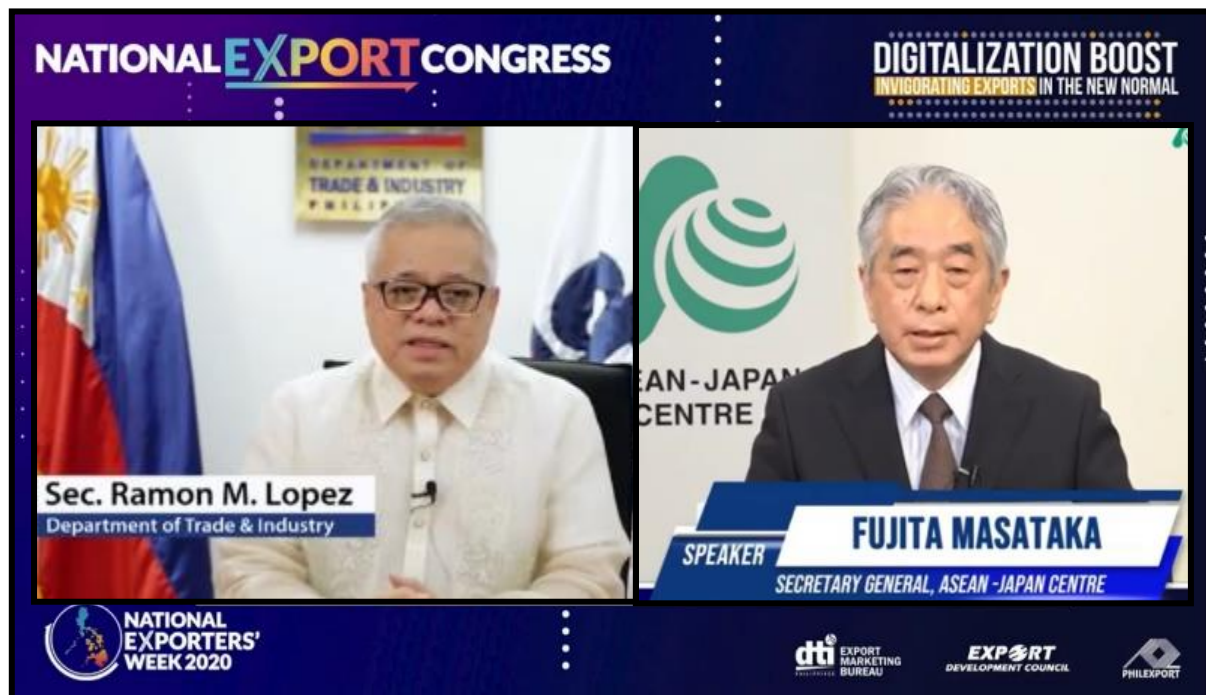 NATIONAL EXPORT CONGRESS
DIGITALIZATION BOOST
INVIGORATING EXPORTS IN THE NEW NORMAL
DEPARTMENT OF
TRADE & INDUSTRY
Sec. Ramon M. Lopez
Department of Trade & Industry
EAN-JAPAN
CENTRE
SPEAKER
FUJITA MASATAKA
SECRETARY GENERAL, ASEAN -JAPAN CENTRE
NATIONAL
EXPORTERS'
WEEK 2020
dti
PHILIPPINES
EXPORT
MARKETING
BUREAU
EXPORT
DEVELOPMENT COUNCIL
PHILEXPORT